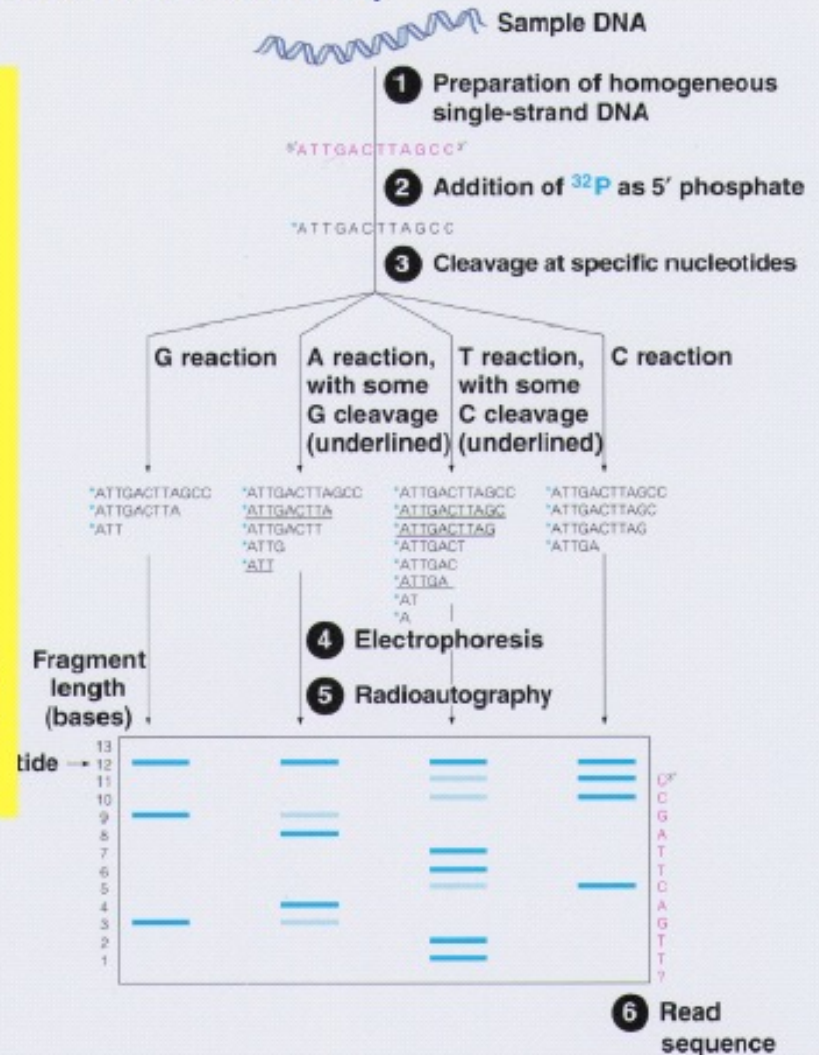 Sample DNA
1 Preparation of homogeneous
single-strand DNA
5'ATTGACTTAGCC3'
2 Addition of 32P as 5′ phosphate
*ATTGACTTAGCC
3 Cleavage at specific nucleotides
G reaction
A reaction,
with some
G cleavage
(underlined)
T reaction,
with some
C cleavage
(underlined)
C reaction
*ATTGACTTAGCC
*ATTGACTTA
*ATT
*ATTGACTTAGCC
*ATTGACTTA
*ATTGACTT
*ATTG
*ATT
*ATTGACTTAGCC
*ATTGACTTAGC
*ATTGACTTAG
*ATTGACT
*ATTGAC
*ATTGA
*AT
*A
*ATTGACTTAGCC
*ATTGACTTAGC
*ATTGACTTAG
*ATTGA
4 Electrophoresis
5 Radioautography
Fragment
length
(bases)
tide
13
12
11
10
9
8
7
6
5
4
3
2
1
C3'
C
G
A
T
T
C
A
G
T
T
?
6 Read
sequence